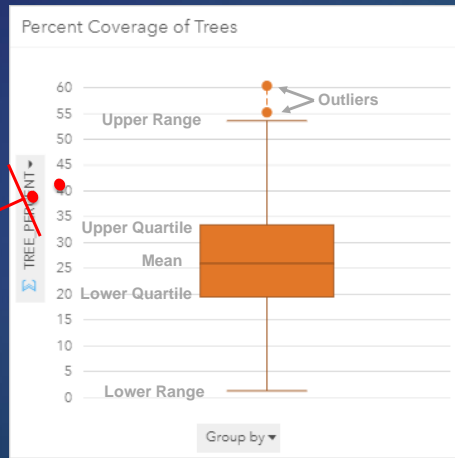 Percent Coverage of Trees
60
Outliers
55
Upper Range
50
45
40
35
Upper Quartile
30
Mean
25
Lower Quartile
20
15
10
5
Lower Range
0
TREE_PERCENT
Group by